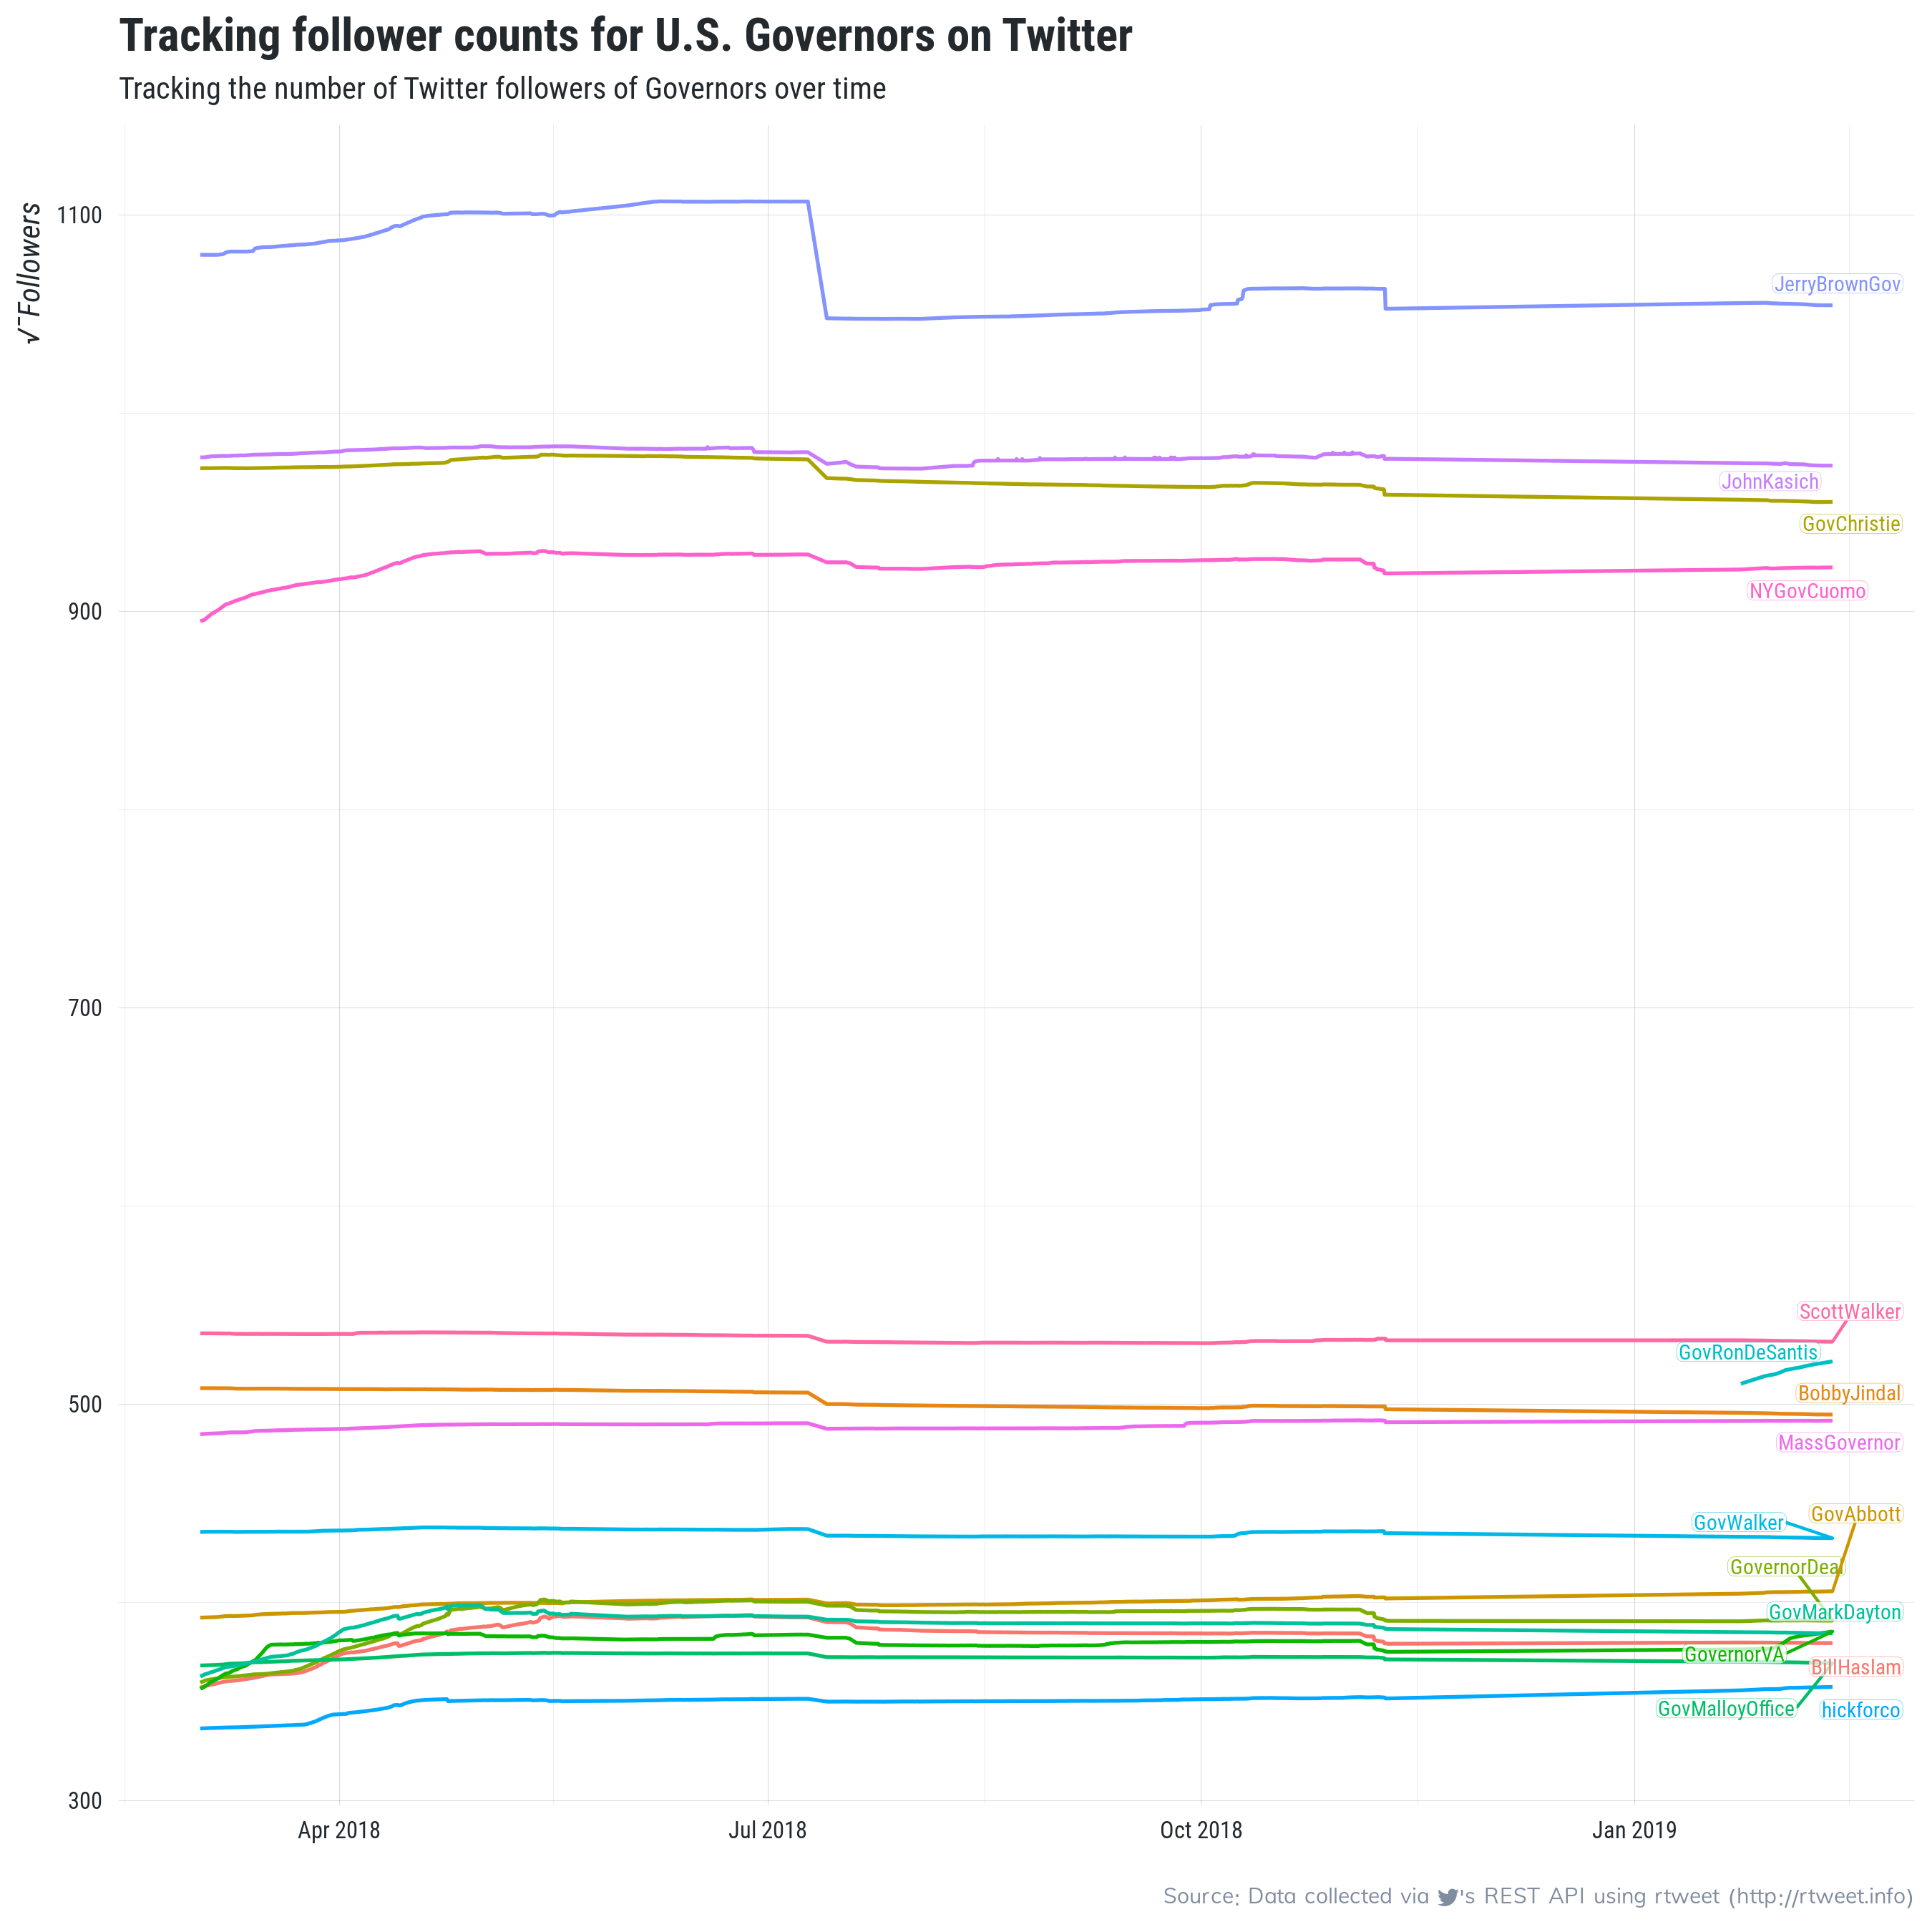 Tracking follower counts for U.S. Governors on Twitter
Tracking the number of Twitter followers of Governors over time
√¯Followers
1100
900
700
500
300
JerryBrownGov
JohnKasich
GovChristie
NYGovCuomo
ScottWalker
GovRonDeSantis
BobbyJindal
MassGovernor
GovAbbott
GovWalker
GovernorDeal
GovMarkDayton
GovernorVA
BillHaslam
GovMalloyOffice
hickforco
Apr 2018
Jul 2018
Oct 2018
Jan 2019
Source: Data collected via 's REST API using rtweet (http://rtweet.info)